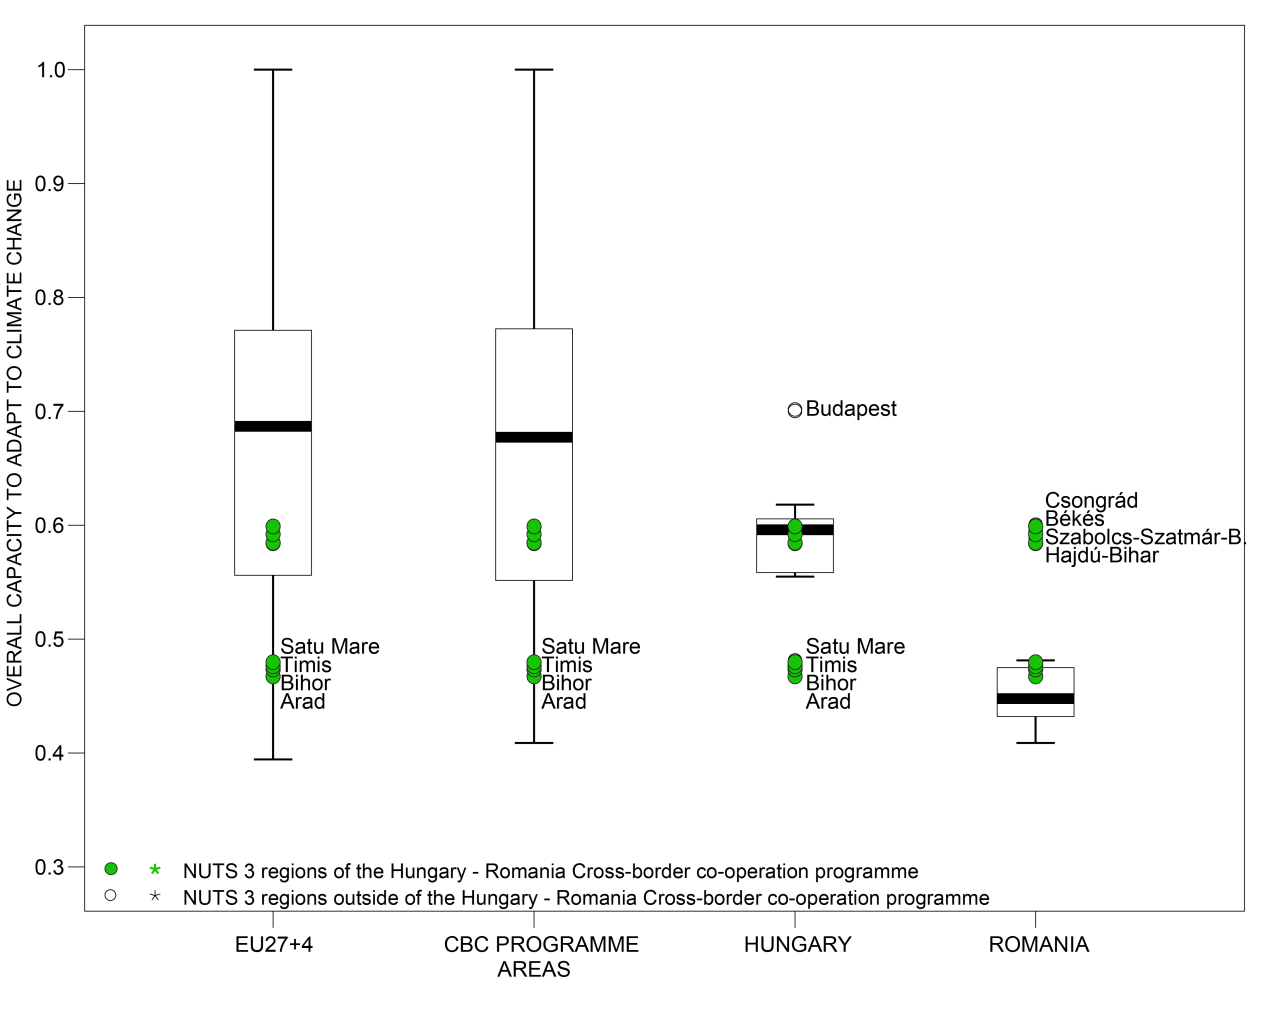 OVERALL CAPACITY TO ADAPT TO CLIMATE CHANGE
1.0
0.9
0.8
0.7
0.6
0.5
0.4
0.3
Satu Mare
Timis
Bihor
Arad
Satu Mare
Timis
Bihor
Arad
Budapest
Satu Mare
Timis
Bihor
Arad
Csongrád
Békés
Szabolcs-Szatmár-B.
Hajdú-Bihar
NUTS 3 regions of the Hungary - Romania Cross-border co-operation programme
NUTS 3 regions outside of the Hungary - Romania Cross-border co-operation programme
EU27+4
CBC PROGRAMME
AREAS
HUNGARY
ROMANIA